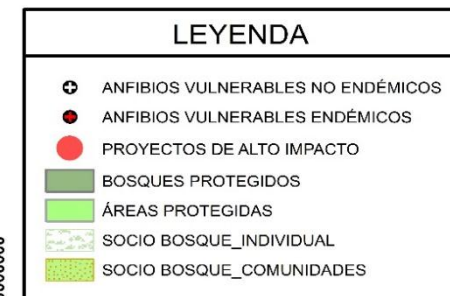 LEYENDA
ANFIBIOS VULNERABLES NO ENDÉMICOS
ANFIBIOS VULNERABLES ENDÉMICOS
PROYECTOS DE ALTO IMPACTO
BOSQUES PROTEGIDOS
ÁREAS PROTEGIDAS
SOCIO BOSQUE_INDIVIDUAL
SOCIO BOSQUE_COMUNIDADES